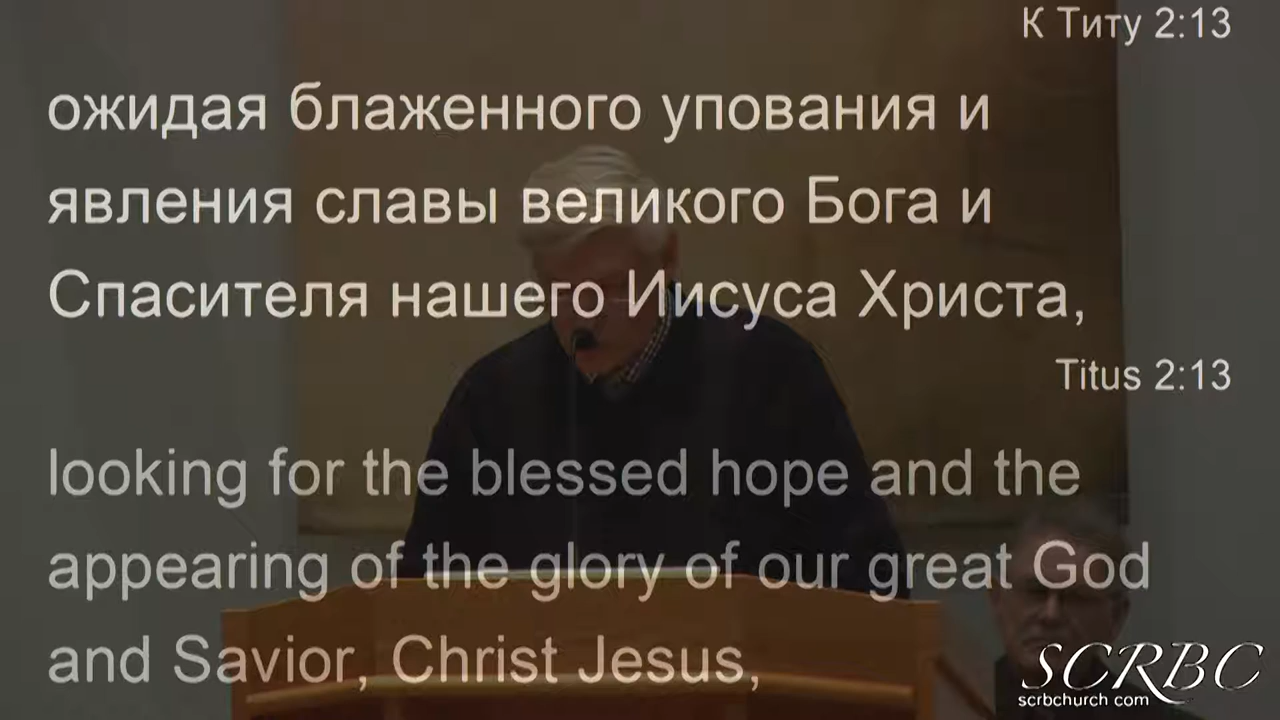 К Титу 2:13
ожидая блаженного упования и
явления славы великого Бога и
Спасителя нашего Иисуса Христа,
Titus 2:13
looking for the blessed hope and the
appearing of the glory of our great God
and Savior, Christ Jesus,
SCRBC
scrbchurch com